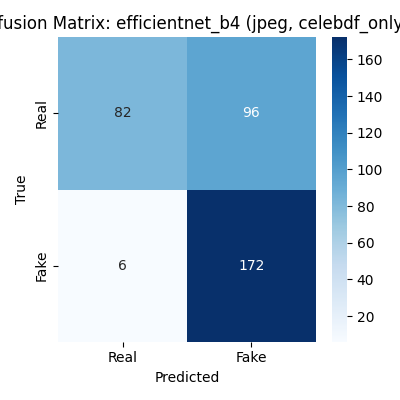 fusion Matrix: efficientnet_b4 (jpeg, celebdf_only
Real
82
96
True
Fake
6
172
Real
Fake
Predicted
160
140
120
100
80
60
40
20